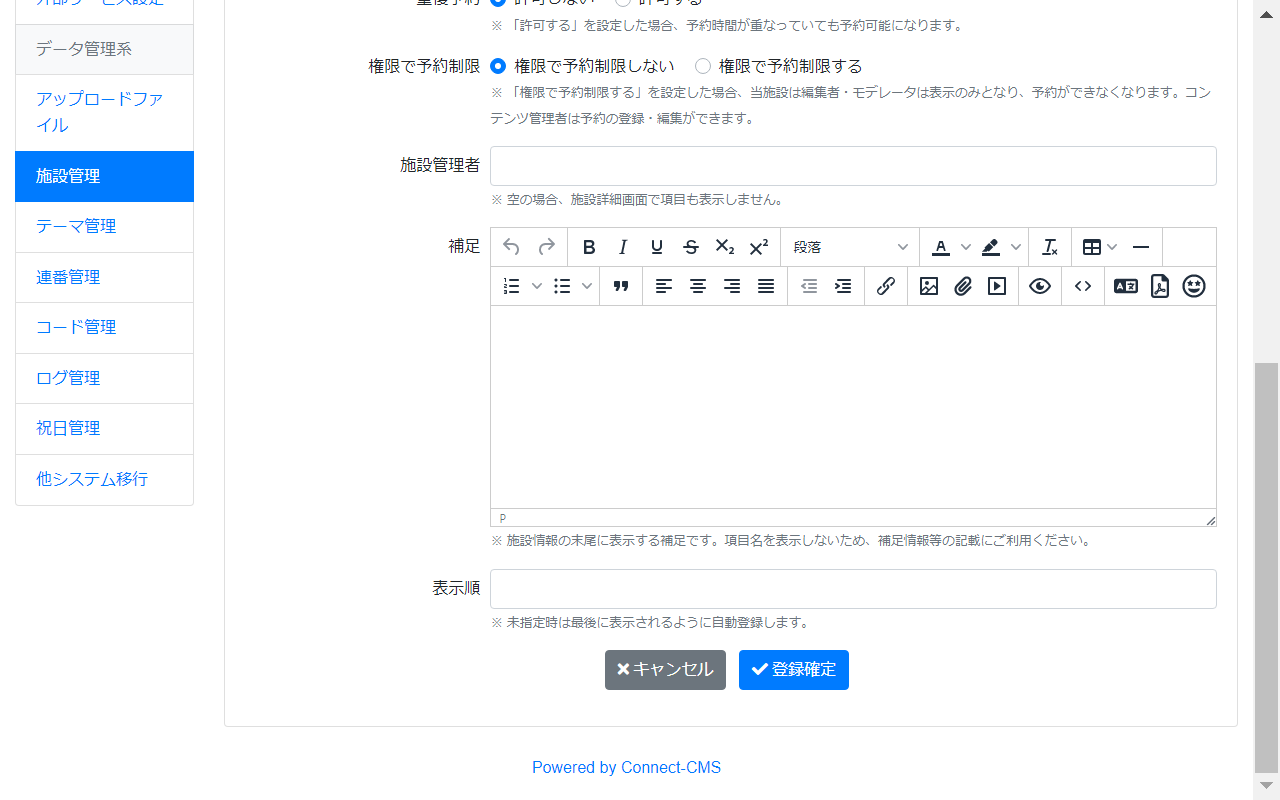 外部サービス設定
データ管理系
アップロードファ
イル
施設管理
テーマ管理
連番管理
コード管理
ログ管理
祝日管理
他システム移行
重複予約 許可しない 許可する
※ 「許可する」を設定した場合、予約時間が重なっていても予約可能になります。
権限で予約制限 権限で予約制限しない 権限で予約制限する
※ 「権限で予約制限する」を設定した場合、当施設は編集者・モデレータは表示のみとなり、予約ができなくなります。コン
テンツ管理者は予約の登録・編集ができます。
施設管理者
※ 空の場合、施設詳細画面で項目も表示しません。
補足
段落
P
※ 施設情報の末尾に表示する補足です。項目名を表示しないため、補足情報等の記載にご利用ください。
表示順
※ 未指定時は最後に表示されるように自動登録します。
キャンセル 登録確定
Powered by Connect-CMS